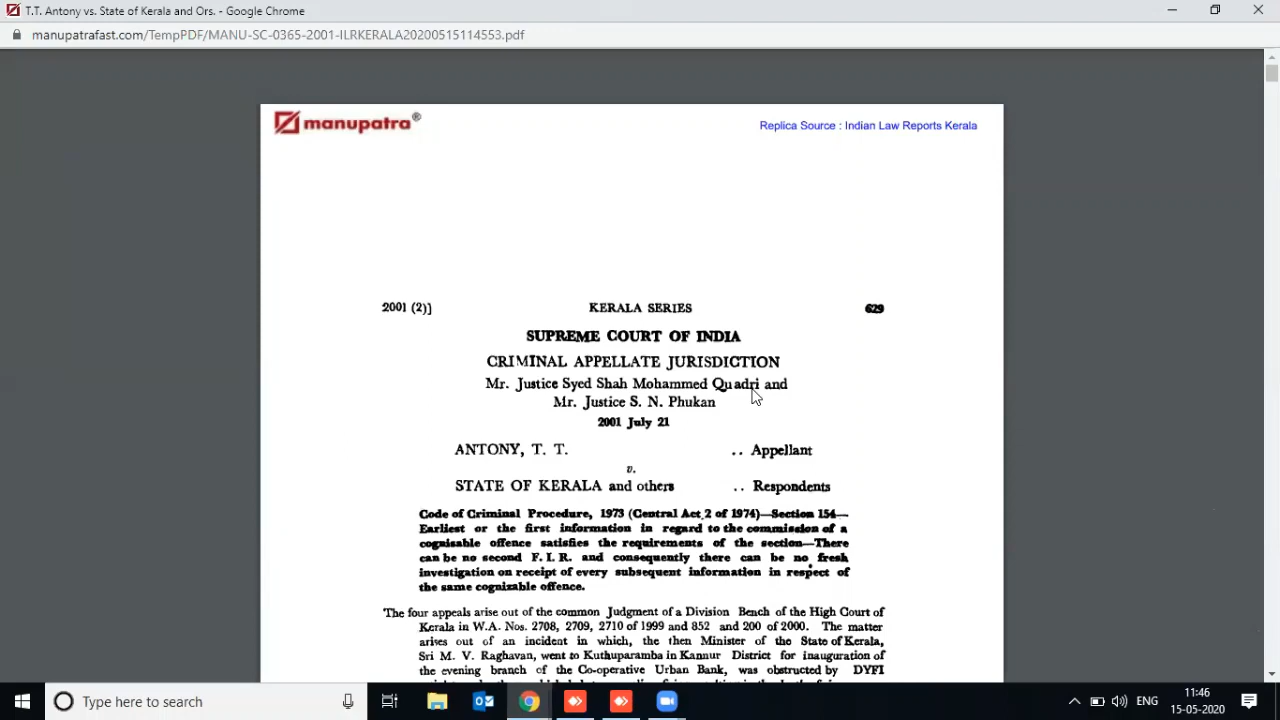 T.T. Antony vs. State of Kerala and Ors. - Google Chrome
manupatrafast.com/TempPDF/MANU-SC-0365-2001-ILRKERALA20200515114553.pdf
manupatra®
Replica Source : Indian Law Reports Kerala
2001 (2)] KERALA SERIES 629
SUPREME COURT OF INDIA
CRIMINAL APPELLATE JURISDICTION
Mr. Justice Syed Shah Mohammed Quadri and
Mr. Justice S. N. Phukan
2001 July 21
ANTONY, T. T. .. Appellant
v.
STATE OF KERALA and others .. Respondents
Code of Criminal Procedure, 1973 (Central Act 2 of 1974)—Section 154—
Earliest or the first information in regard to the commission of a
cognisable offence satisfies the requirements of the section—There
can be no second F. I. R. and consequently there can be no fresh
investigation on receipt of every subsequent information in respect of
the same cognizable offence.
The four appeals arise out of the common Judgment of a Division Bench of the High Court of
Kerala in W.A. Nos. 2708, 2709, 2710 of 1999 and 852 and 200 of 2000. The matter
arises out of an incident in which, the then Minister of the State of Kerala,
Sri M. V. Raghavan, went to Kuthuparamba in Kannur District for inauguration of
the evening branch of the Co-operative Urban Bank, was obstructed by DYFI
Type here to search
ENG
11:46
15-05-2020